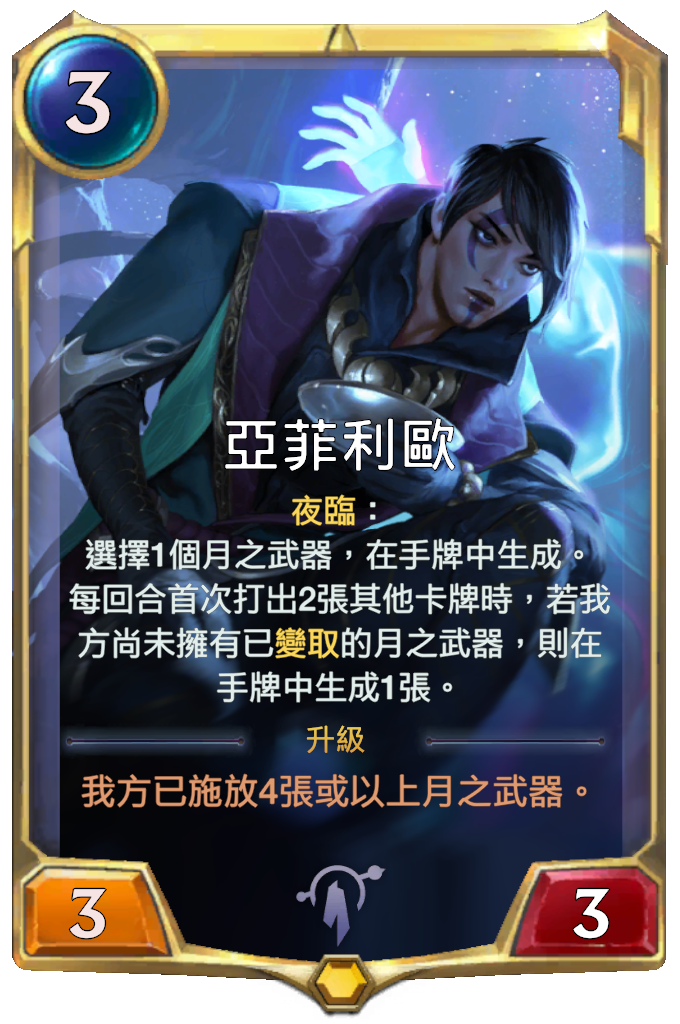 3
亞菲利歐
夜臨：
選擇1個月之武器，在手牌中生成。
每回合首次打出2張其他卡牌時，若我
方尚未擁有已變取的月之武器，則在
手牌中生成1張。
升級
我方已施放4張或以上月之武器。
3
3